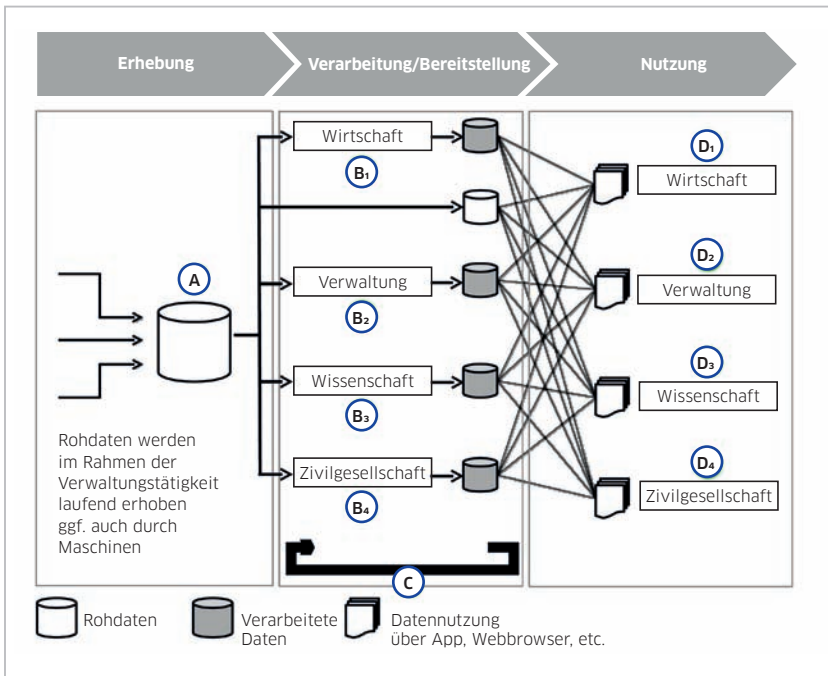 Erhebung
Verarbeitung/Bereitstellung
Nutzung
A
Rohdaten werden
im Rahmen der
Verwaltungstätigkeit
laufend erhoben
ggf. auch durch
Maschinen
Wirtschaft
B₁
Verwaltung
B₂
Wissenschaft
B₃
Zivilgesellschaft
B₄
C
D₁
Wirtschaft
D₂
Verwaltung
D₃
Wissenschaft
D₄
Zivilgesellschaft
Rohdaten
Verarbeitete
Daten
Datennutzung
über App, Webbrowser, etc.